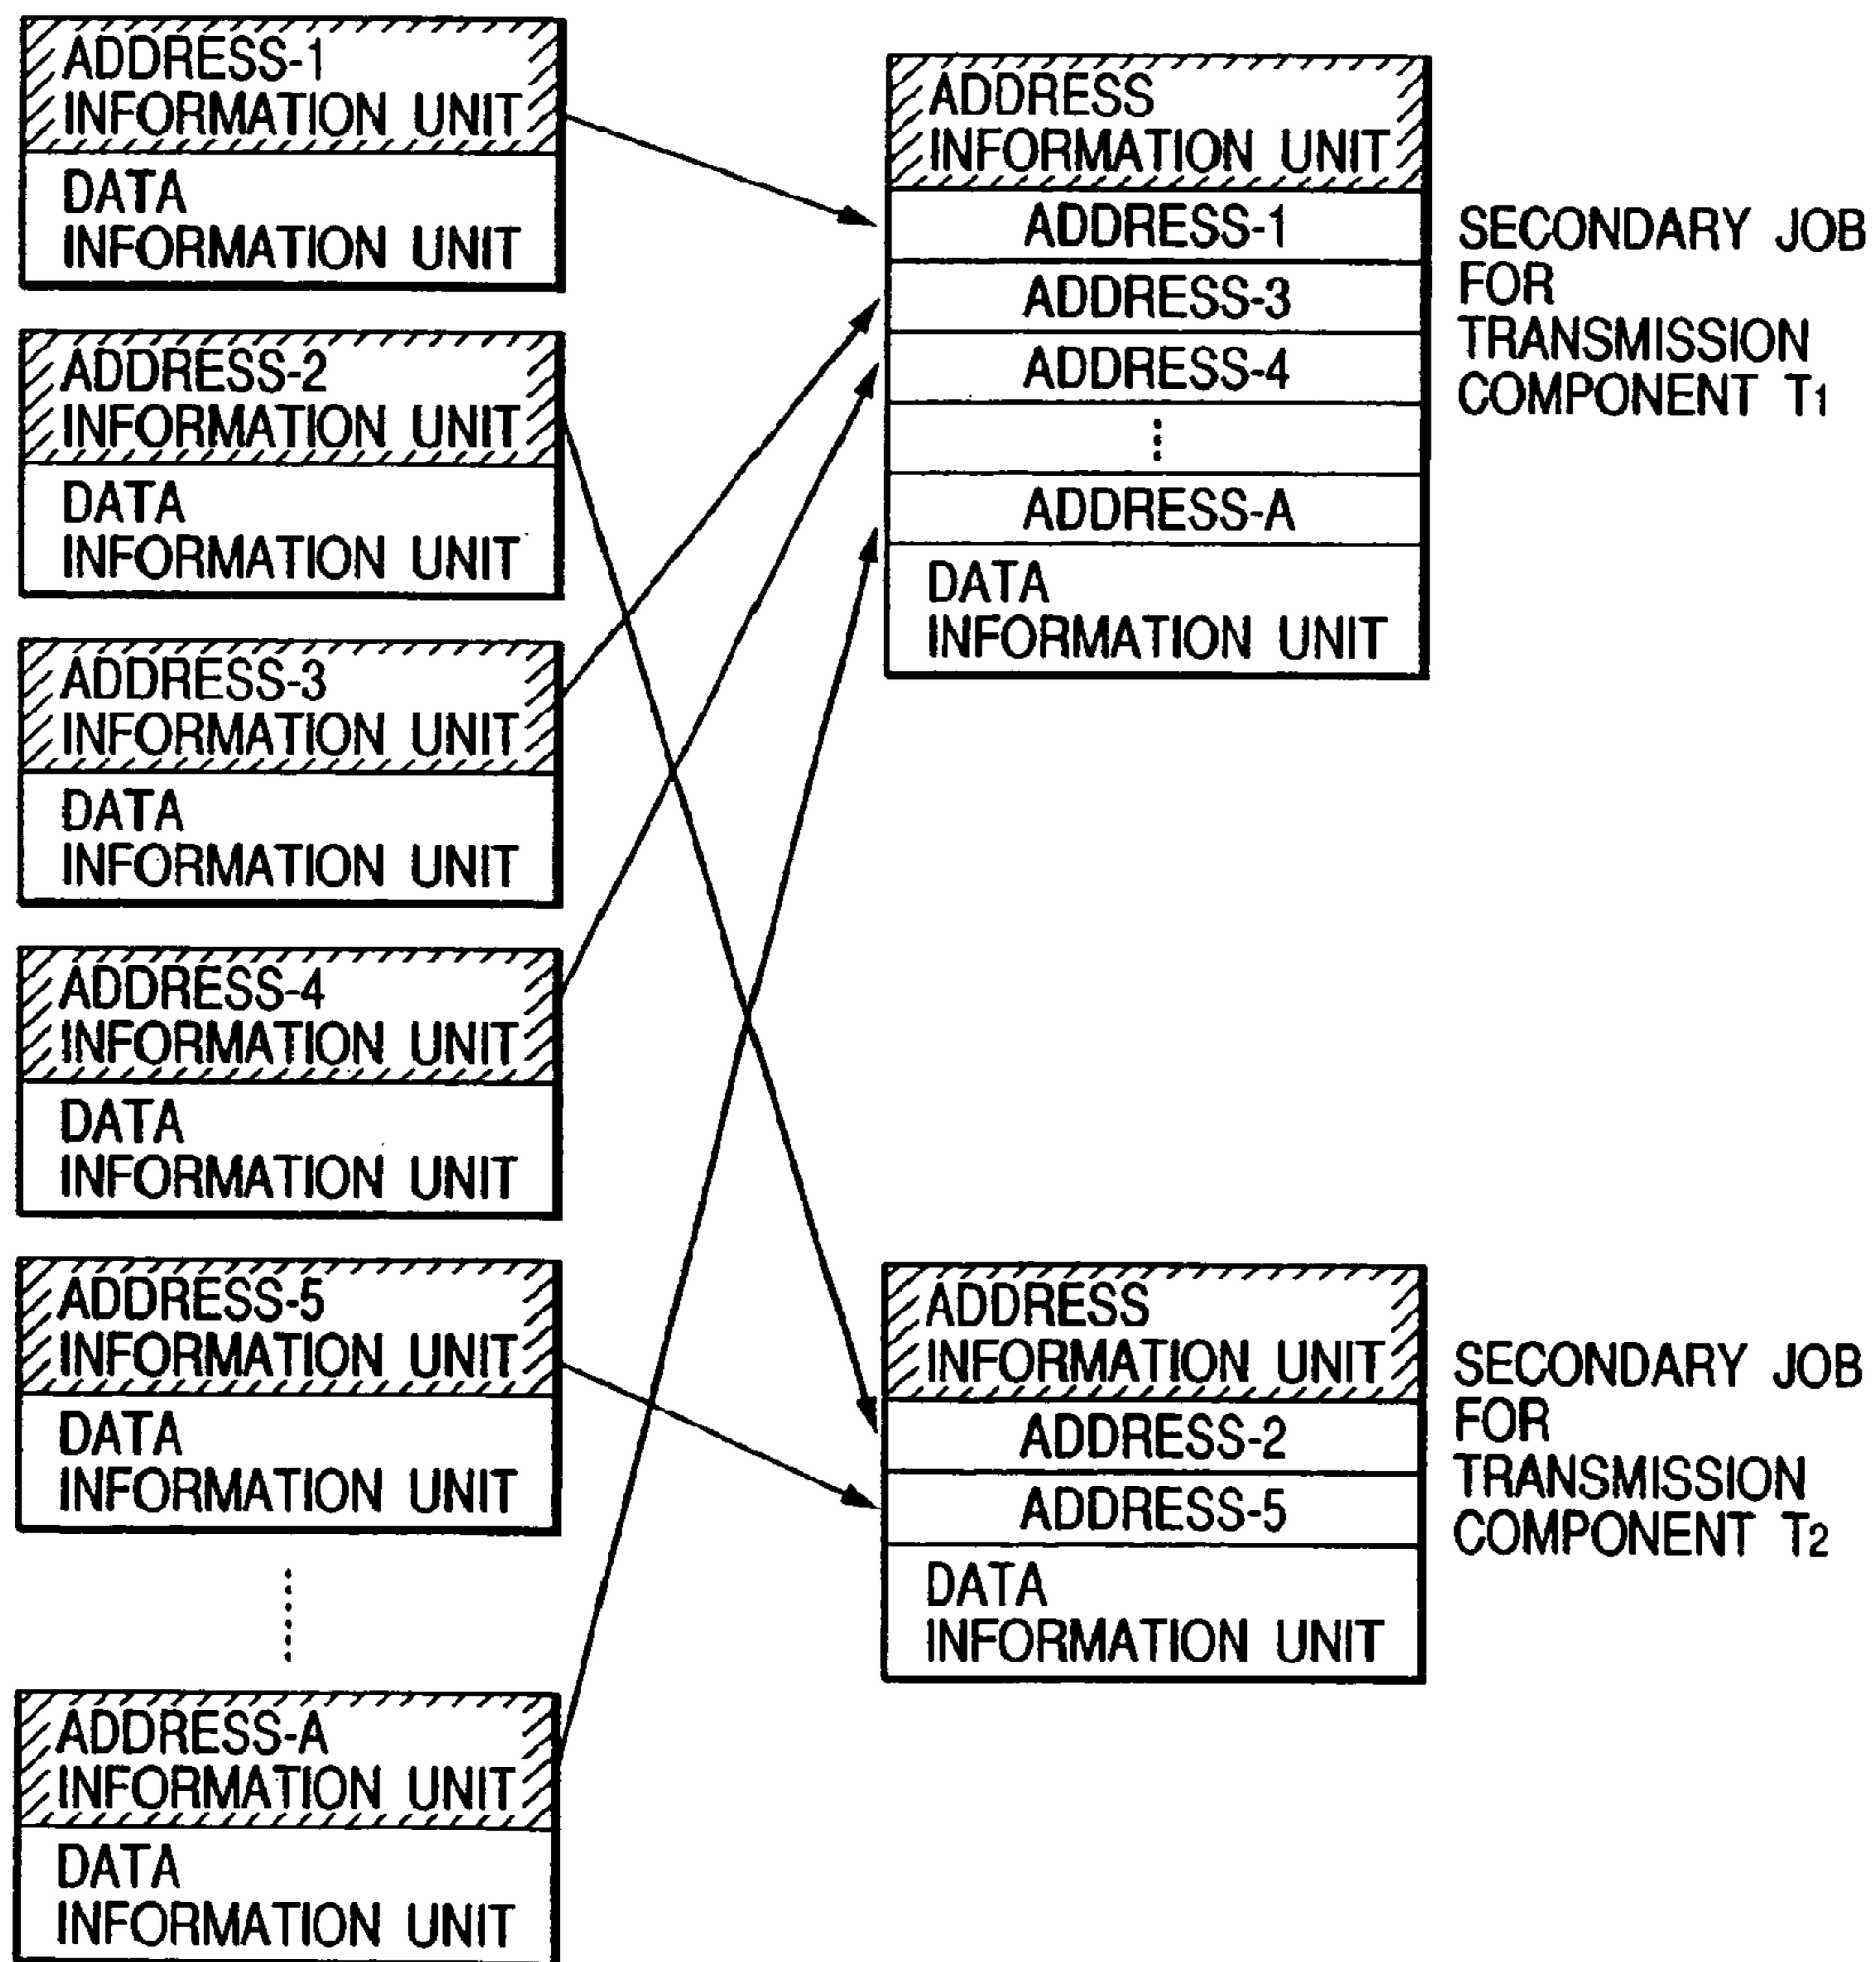 ADDRESS-1
INFORMATION UNIT
DATA
INFORMATION UNIT
ADDRESS-2
INFORMATION UNIT
DATA
INFORMATION UNIT
ADDRESS-3
INFORMATION UNIT
DATA
INFORMATION UNIT
ADDRESS-4
INFORMATION UNIT
DATA
INFORMATION UNIT
ADDRESS-5
INFORMATION UNIT
DATA
INFORMATION UNIT
ADDRESS-A
INFORMATION UNIT
DATA
INFORMATION UNIT
ADDRESS
INFORMATION UNIT
ADDRESS-1
ADDRESS-3
ADDRESS-4
ADDRESS-A
DATA
INFORMATION UNIT
SECONDARY JOB
FOR
TRANSMISSION
COMPONENT T1
ADDRESS
INFORMATION UNIT
ADDRESS-2
ADDRESS-5
DATA
INFORMATION UNIT
SECONDARY JOB
FOR
TRANSMISSION
COMPONENT T2